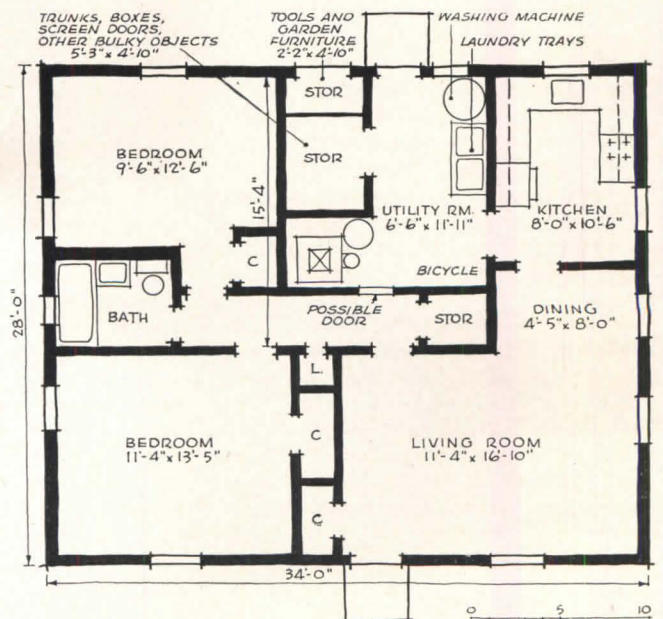 TRUNKS, BOXES,
SCREEN DOORS,
OTHER BULKY OBJECTS
5'-3" x 4'-10"
TOOLS AND
GARDEN
FURNITURE
2'-2" x 4'-10"
WASHING MACHINE
LAUNDRY TRAYS
STOR
BEDROOM
9'-6" x 12'-6"
STOR
15'-4"
UTILITY RM.
6'-6" x 11'-11"
KITCHEN
8'-0" x 10'-6"
C
BICYCLE
BATH
POSSIBLE
DOOR
STOR
DINING
4'-5" x 8'-0"
28'-0"
L.
BEDROOM
11'-4" x 13'-5"
C
LIVING ROOM
11'-4" x 16'-10"
C
34'-0"
0 5 10